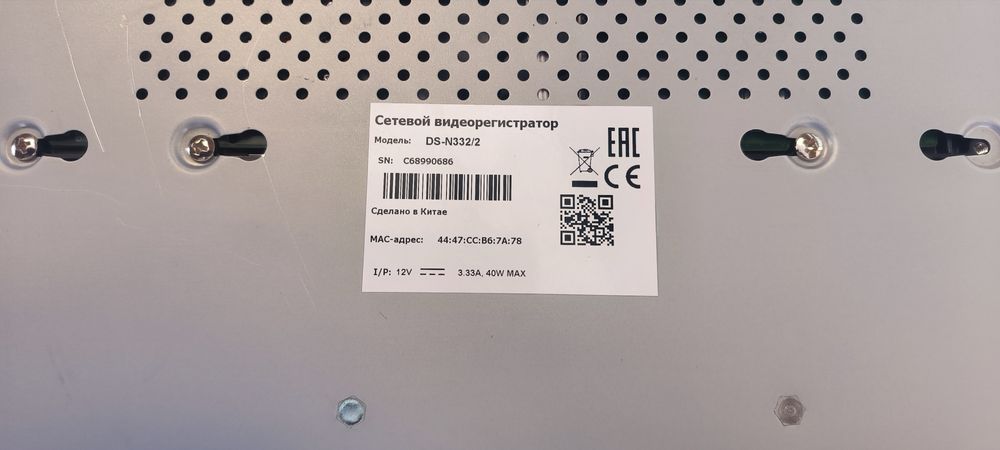 Сетевой видеорегистратор
Модель: DS-N332/2
SN: C68990686
Сделано в Китае
MAC-адрес: 44:47:CC:B6:7A:78
I/P: 12V 3.33A, 40W MAX
EAC
CE